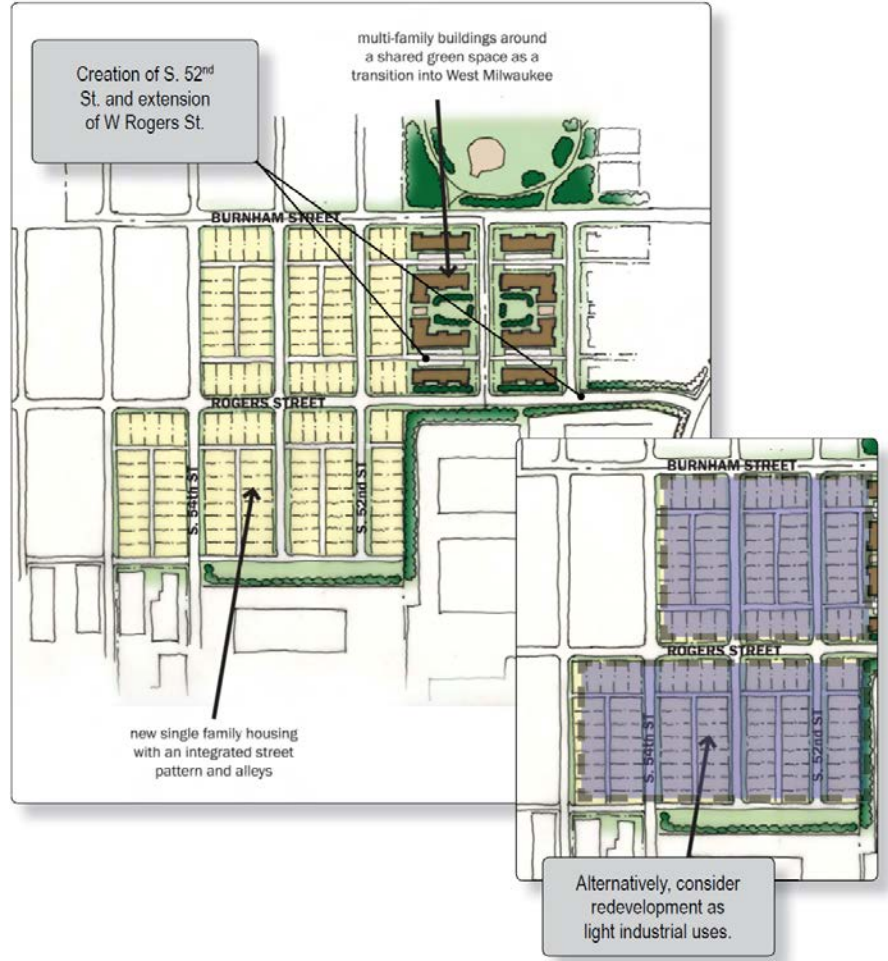 Creation of S. 52nd
St. and extension
of W Rogers St.
multi-family buildings around
a shared green space as a
transition into West Milwaukee
BURNHAM STREET
ROGERS STREET
S. 54th ST
S. 52nd ST
new single family housing
with an integrated street
pattern and alleys
BURNHAM STREET
ROGERS STREET
S. 54th ST
S. 52nd ST
Alternatively, consider
redevelopment as
light industrial uses.